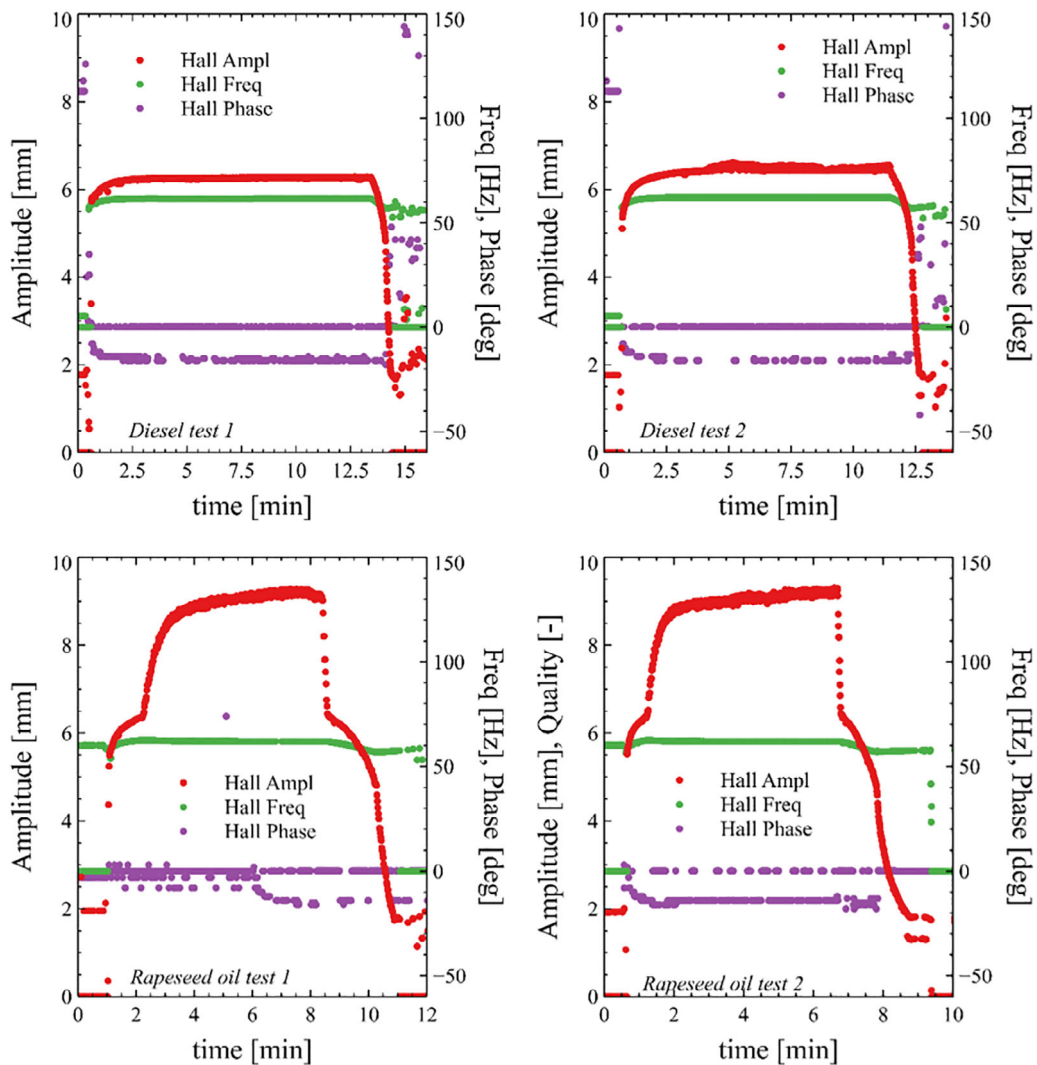 10
8
6
4
2
0
Amplitude [mm]
Hall Ampl
Hall Freq
Hall Phase
150
100
50
0
−50
Freq [Hz], Phase [deg]
Diesel test 1
0 2.5 5 7.5 10 12.5 15
time [min]
10
8
6
4
2
0
Amplitude [mm]
Hall Ampl
Hall Freq
Hall Phase
150
100
50
0
−50
Freq [Hz], Phase [deg]
Diesel test 2
0 2.5 5 7.5 10 12.5
time [min]
10
8
6
4
2
0
Amplitude [mm]
Hall Ampl
Hall Freq
Hall Phase
150
100
50
0
−50
Freq [Hz], Phase [deg]
Rapeseed oil test 1
0 2 4 6 8 10 12
time [min]
10
8
6
4
2
0
Amplitude [mm], Quality [-]
Hall Ampl
Hall Freq
Hall Phase
150
100
50
0
−50
Freq [Hz], Phase [deg]
Rapeseed oil test 2
0 2 4 6 8 10
time [min]